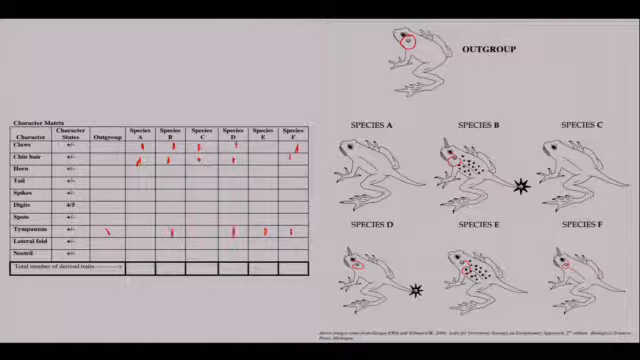 OUTGROUP
Character Matrix
Character Character States Outgroup Species A Species B Species C Species D Species E Species F
Claws +/-
Chin hair +/-
Horn +/-
Tail +/-
Spikes +/-
Digits 4/5
Spots +/-
Tympanum +/-
Lateral fold +/-
Nostril +/-
Total number of derived traits
SPECIES A SPECIES B SPECIES C
SPECIES D SPECIES E SPECIES F